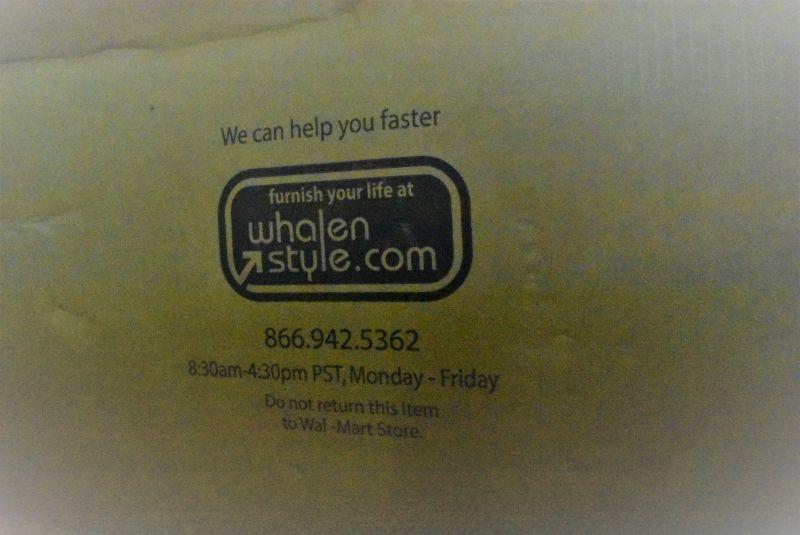 We can help you faster
furnish your life at
whalen
style.com
866.942.5362
8:30am-4:30pm PST, Monday - Friday
Do not return this item
to Wal -Mart Store.